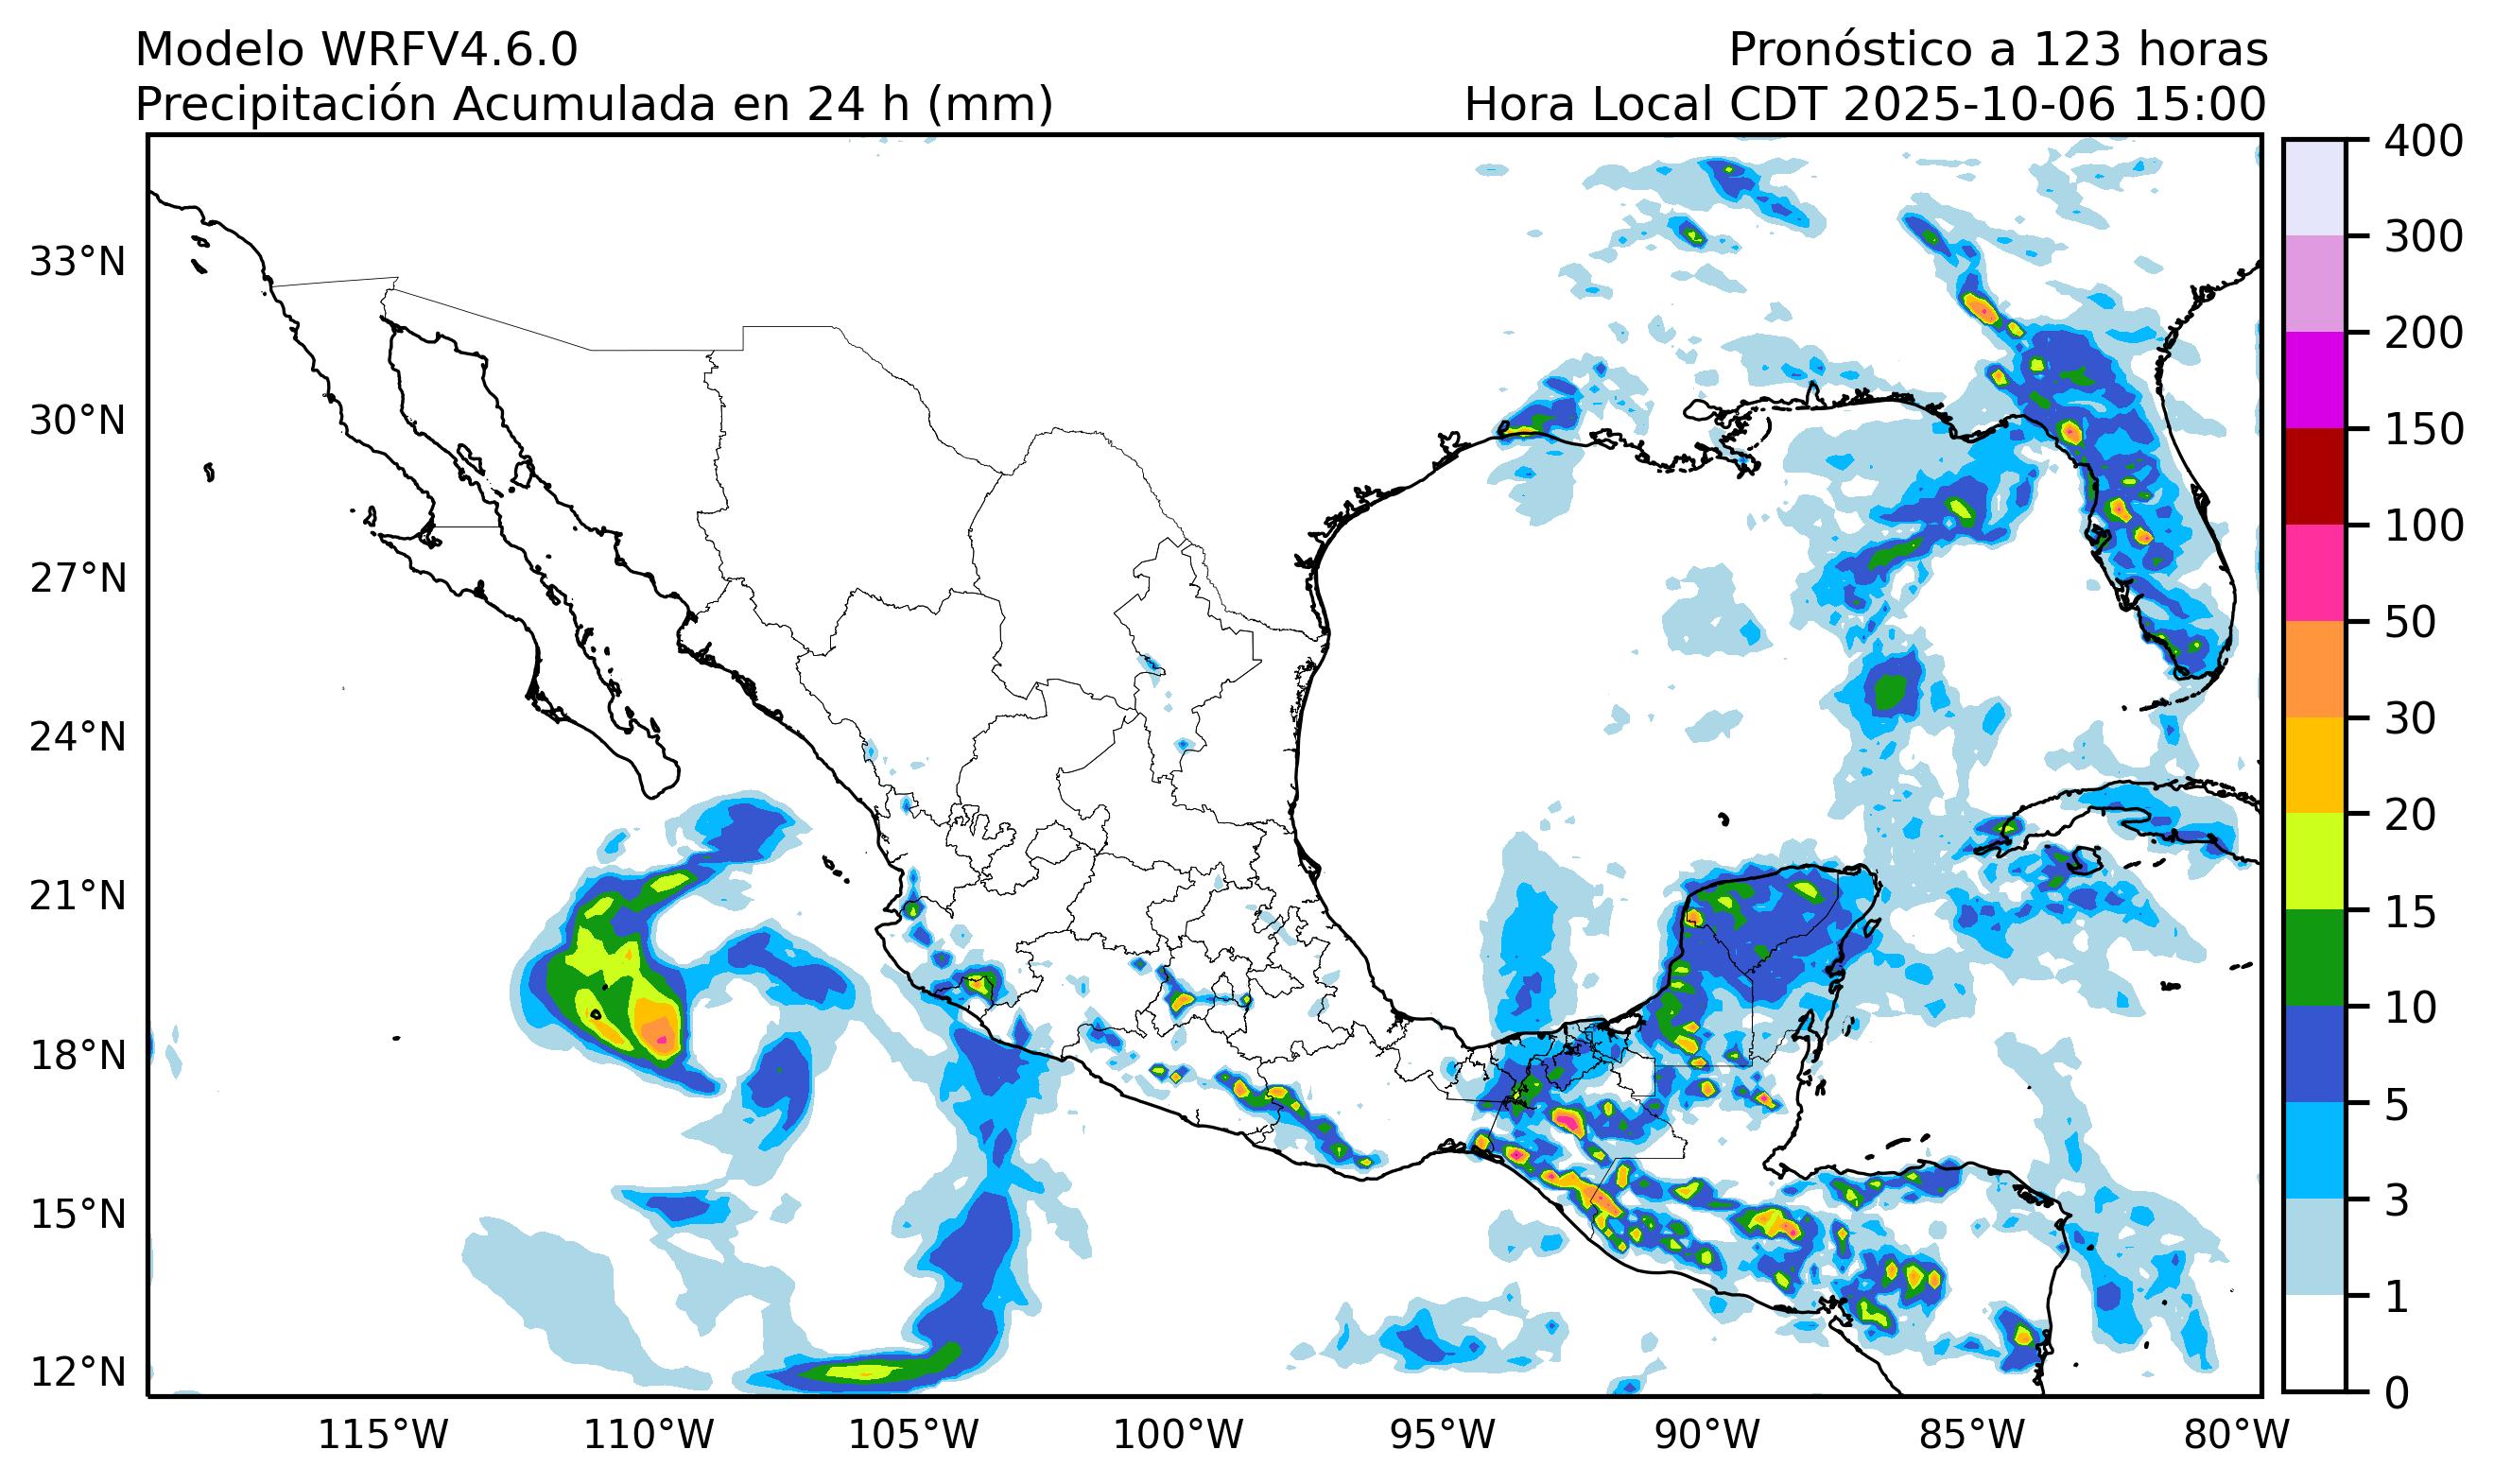 Modelo WRFV4.6.0
Pronóstico a 123 horas
Precipitación Acumulada en 24 h (mm)
Hora Local CDT 2025-10-06 15:00
33°N
30°N
27°N
24°N
21°N
18°N
15°N
12°N
115°W
110°W
105°W
100°W
95°W
90°W
85°W
80°W
400
300
200
150
100
50
30
20
15
10
5
3
1
0